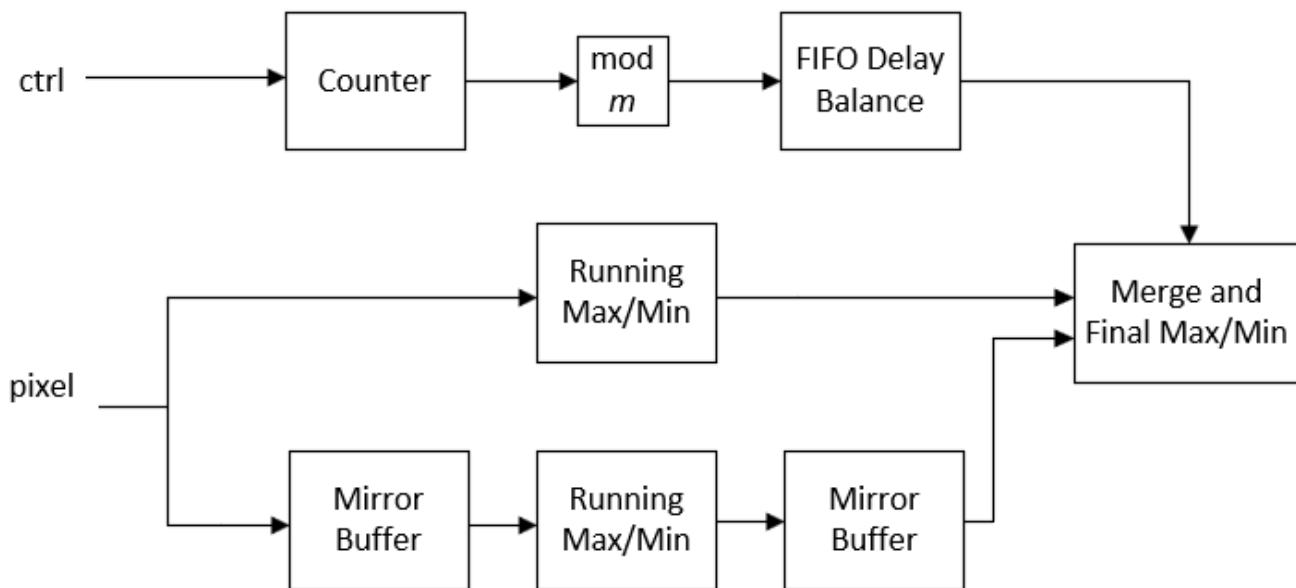 ctrl
Counter
mod
m
FIFO Delay
Balance
Running
Max/Min
Merge and
Final Max/Min
pixel
Mirror
Buffer
Running
Max/Min
Mirror
Buffer